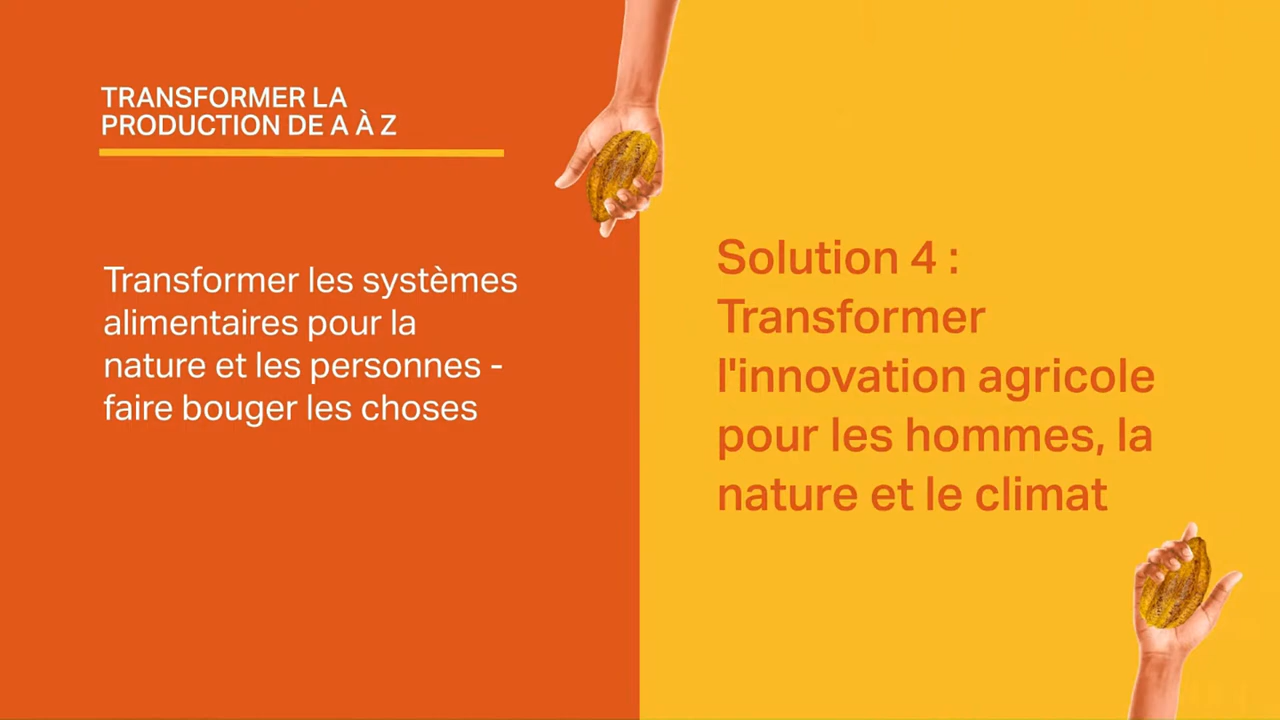 TRANSFORMER LA
PRODUCTION DE A À Z
Transformer les systèmes
alimentaires pour la
nature et les personnes -
faire bouger les choses
Solution 4 :
Transformer
l'innovation agricole
pour les hommes, la
nature et le climat